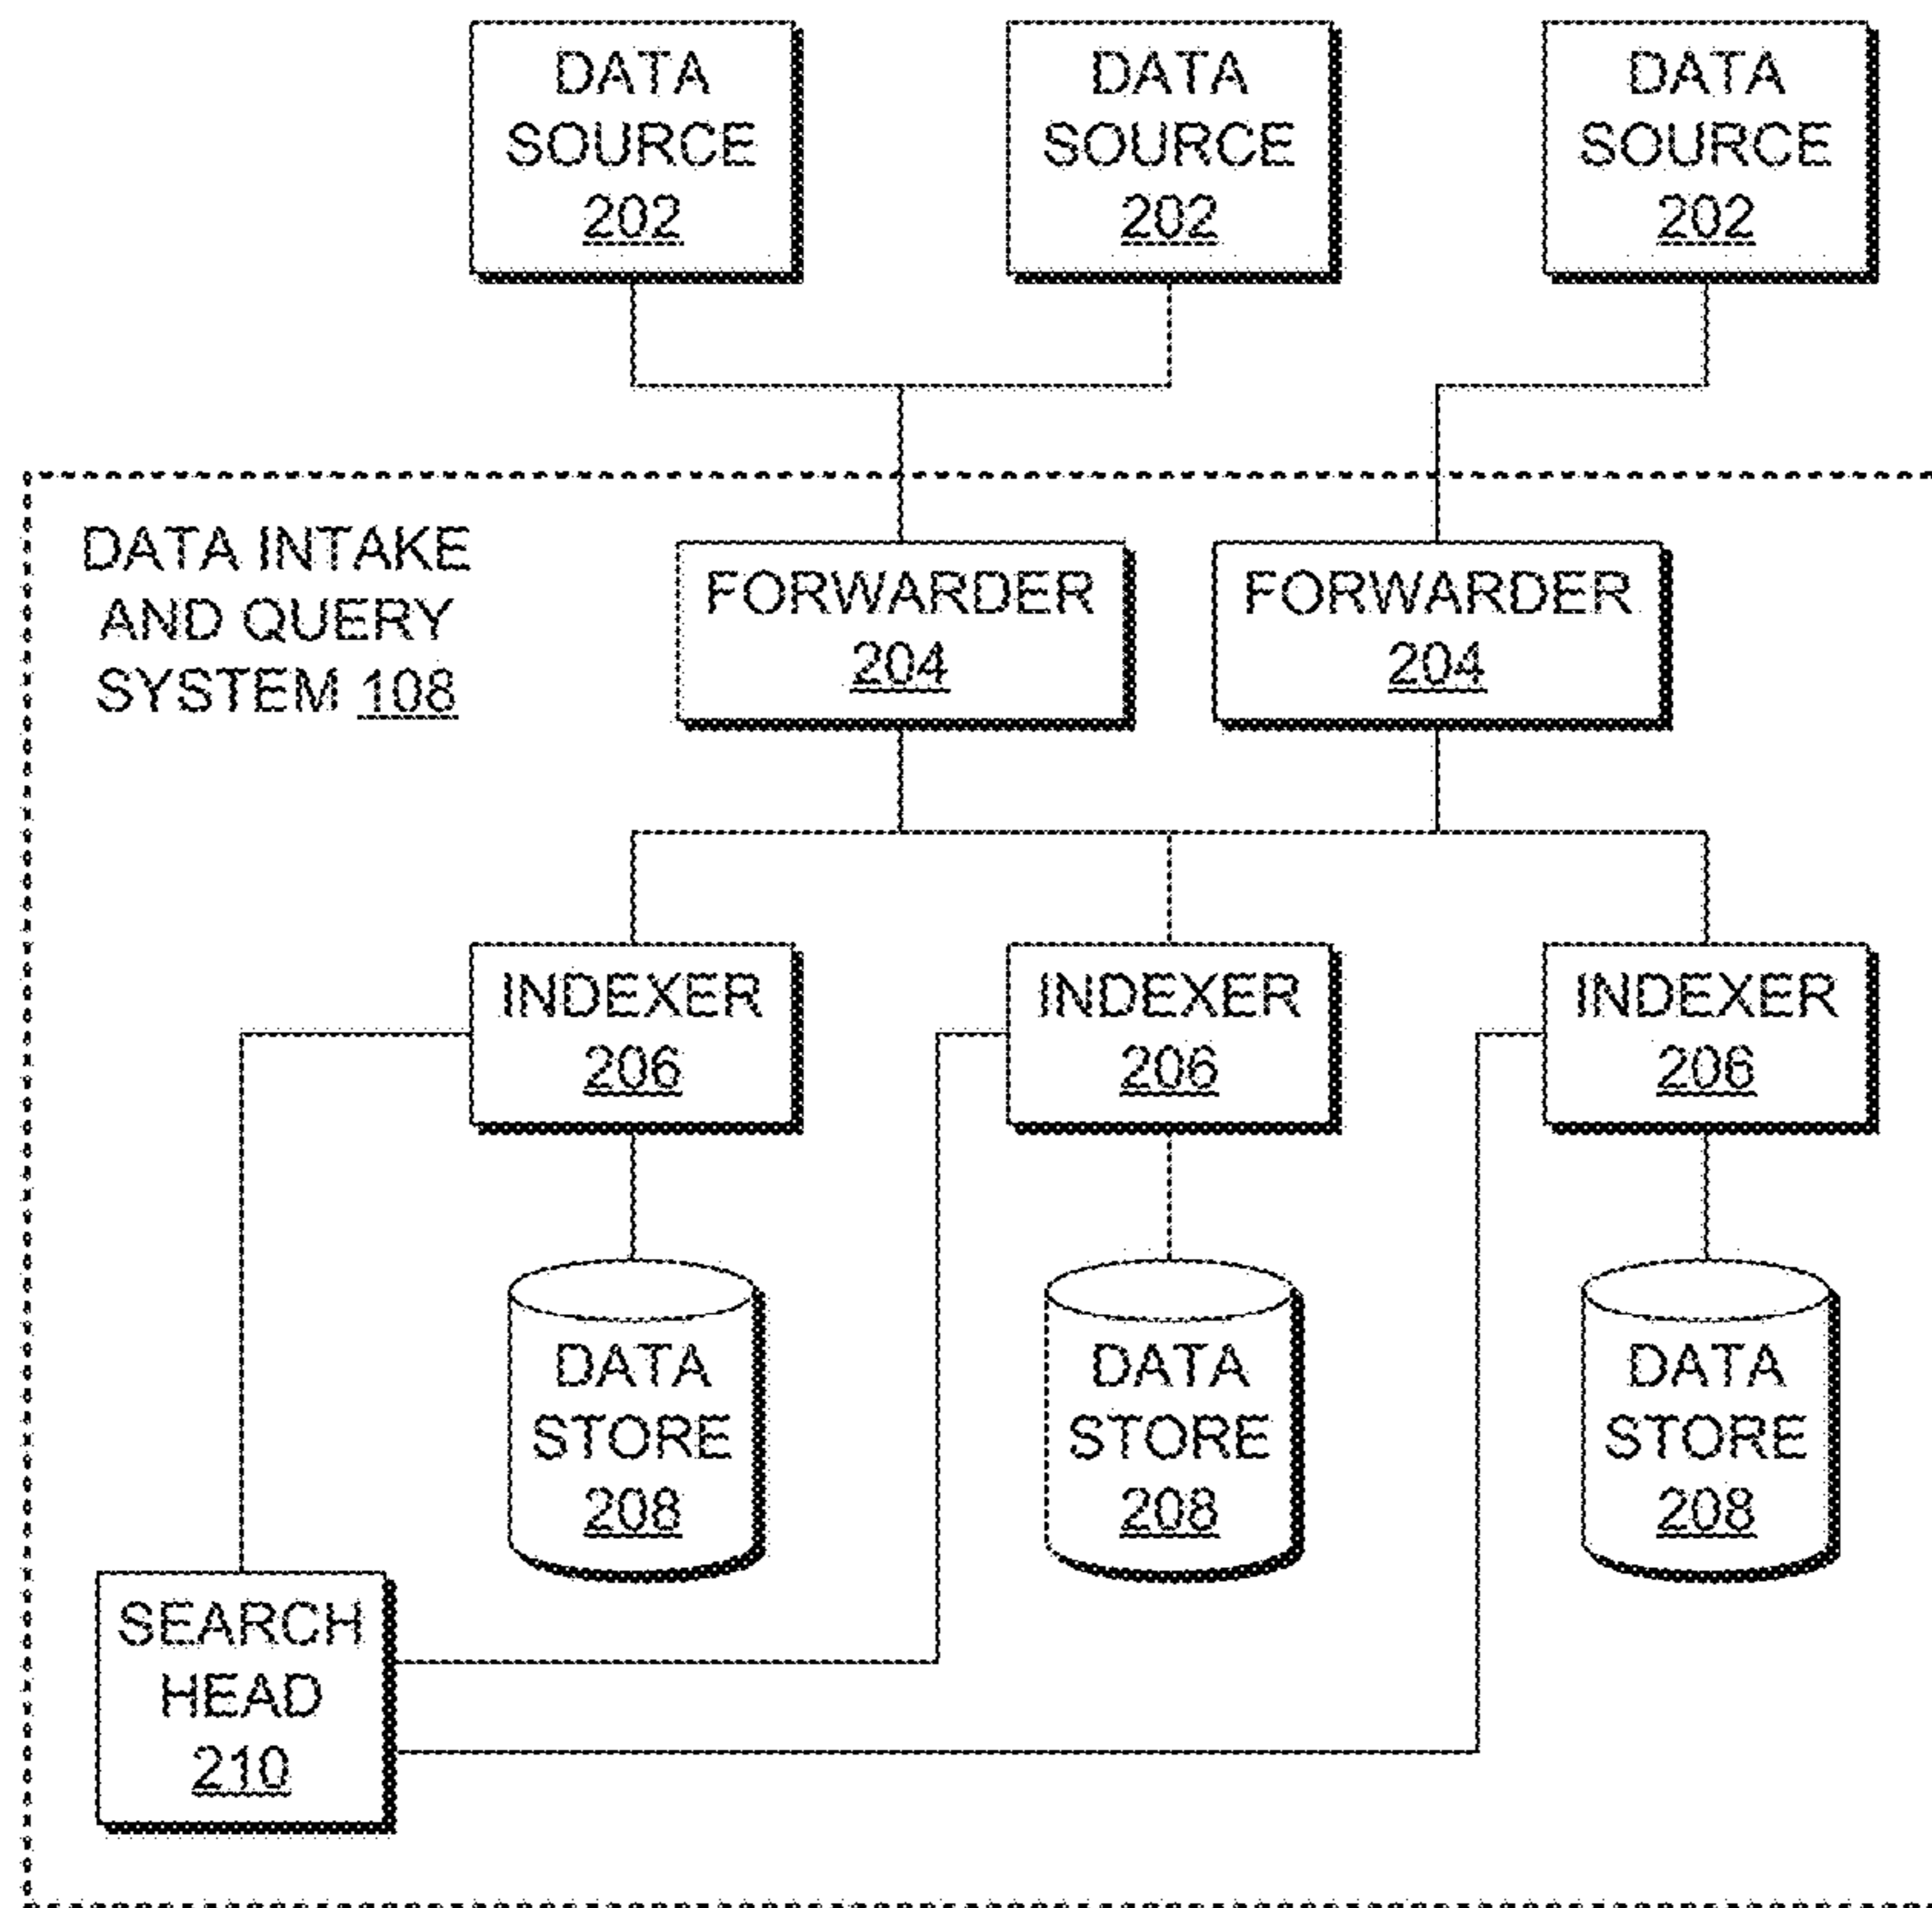 DATA
SOURCE
202
DATA
SOURCE
202
DATA
SOURCE
202
DATA INTAKE
AND QUERY
SYSTEM 108
FORWARDER
204
FORWARDER
204
INDEXER
206
INDEXER
206
INDEXER
206
DATA
STORE
208
DATA
STORE
208
DATA
STORE
208
SEARCH
HEAD
210